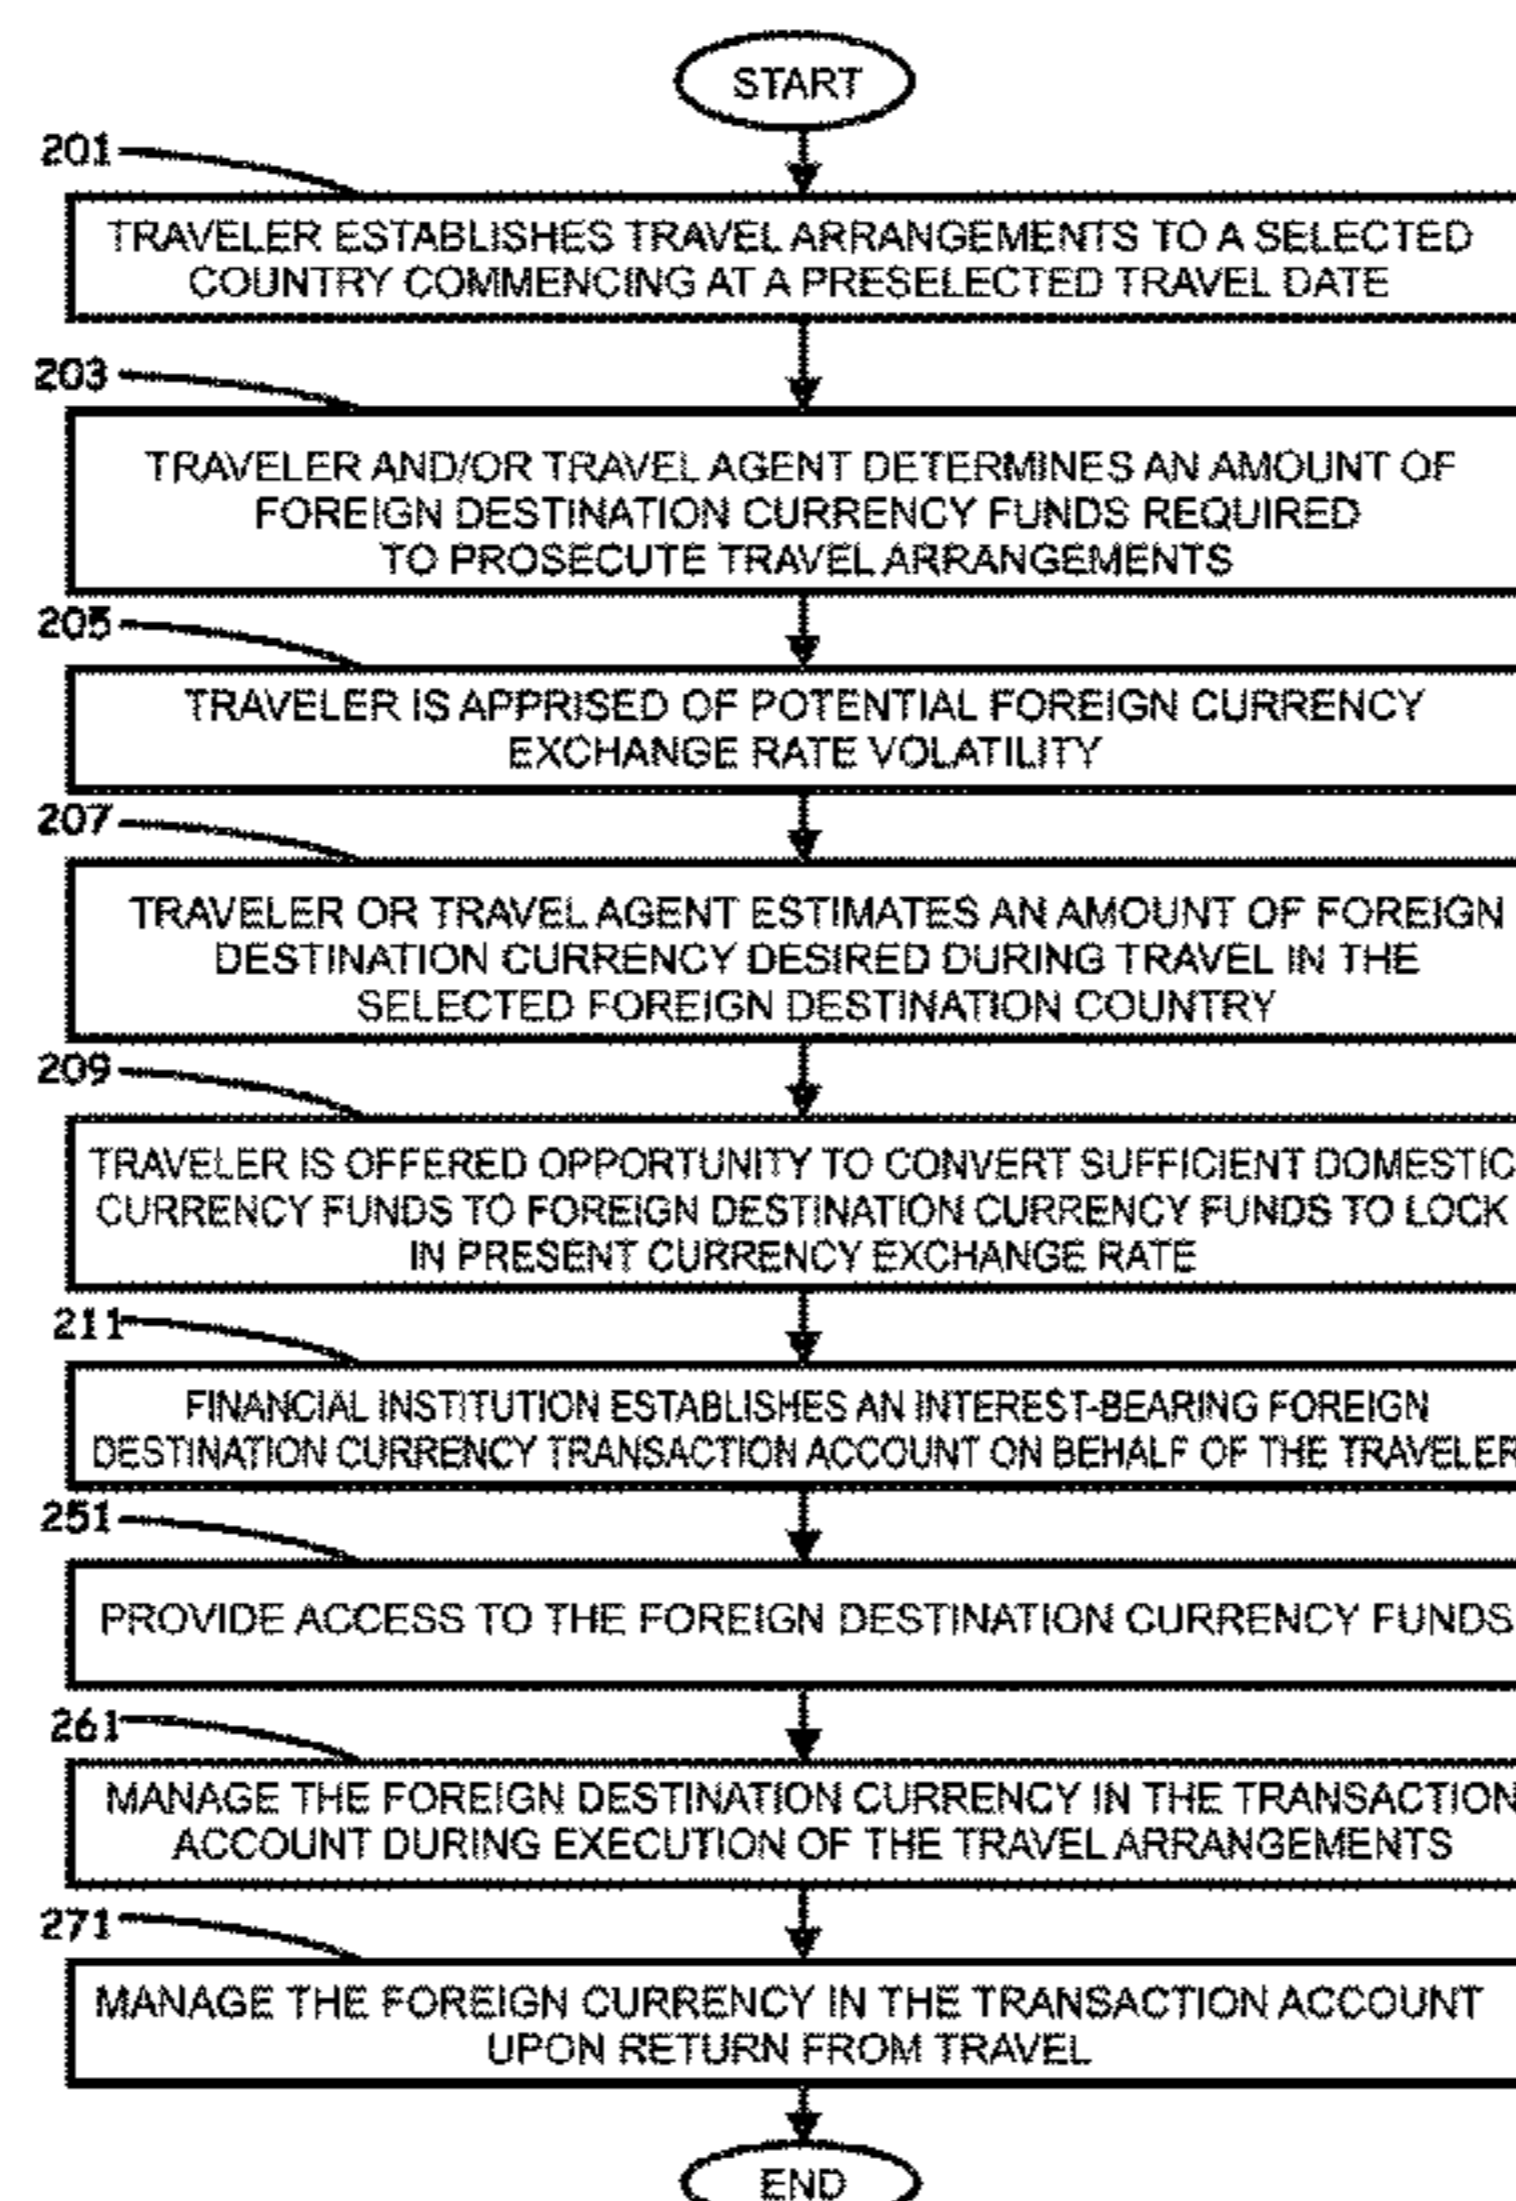 START
201
TRAVELER ESTABLISHES TRAVEL ARRANGEMENTS TO A SELECTED
COUNTRY COMMENCING AT A PRESELECTED TRAVEL DATE
203
TRAVELER AND/OR TRAVEL AGENT DETERMINES AN AMOUNT OF
FOREIGN DESTINATION CURRENCY FUNDS REQUIRED
TO PROSECUTE TRAVEL ARRANGEMENTS
205
TRAVELER IS APPRISED OF POTENTIAL FOREIGN CURRENCY
EXCHANGE RATE VOLATILITY
207
TRAVELER OR TRAVEL AGENT ESTIMATES AN AMOUNT OF FOREIGN
DESTINATION CURRENCY DESIRED DURING TRAVEL IN THE
SELECTED FOREIGN DESTINATION COUNTRY
209
TRAVELER IS OFFERED OPPORTUNITY TO CONVERT SUFFICIENT DOMESTIC
CURRENCY FUNDS TO FOREIGN DESTINATION CURRENCY FUNDS TO LOCK
IN PRESENT CURRENCY EXCHANGE RATE
211
FINANCIAL INSTITUTION ESTABLISHES AN INTEREST-BEARING FOREIGN
DESTINATION CURRENCY TRANSACTION ACCOUNT ON BEHALF OF THE TRAVELER
251
PROVIDE ACCESS TO THE FOREIGN DESTINATION CURRENCY FUNDS
261
MANAGE THE FOREIGN DESTINATION CURRENCY IN THE TRANSACTION
ACCOUNT DURING EXECUTION OF THE TRAVEL ARRANGEMENTS
271
MANAGE THE FOREIGN CURRENCY IN THE TRANSACTION ACCOUNT
UPON RETURN FROM TRAVEL
END